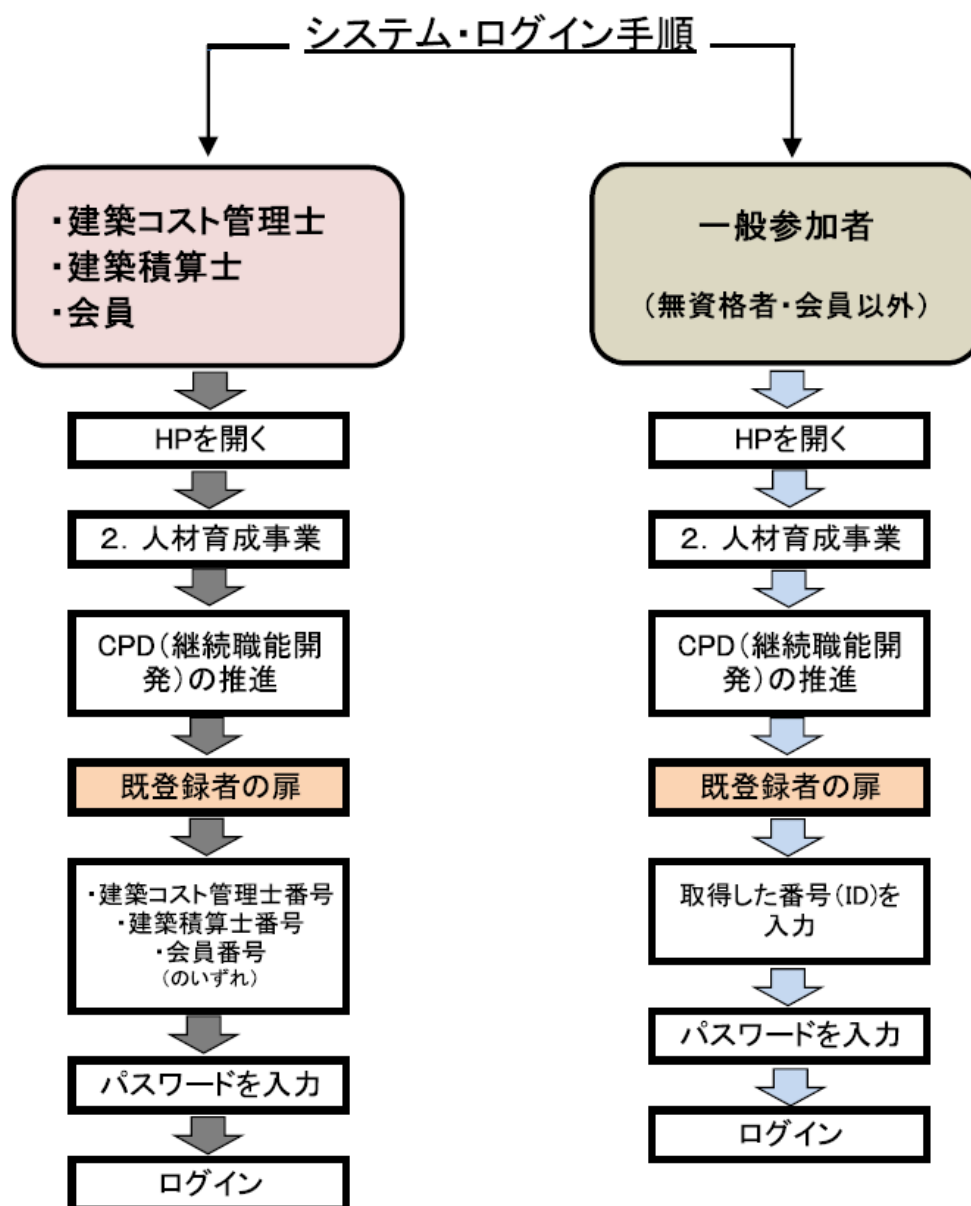 システム・ログイン手順
・建築コスト管理士
・建築積算士
・会員
HPを開く
2．人材育成事業
CPD（継続職能開
発）の推進
既登録者の扉
・建築コスト管理士番号
・建築積算士番号
・会員番号
（のいずれ）
パスワードを入力
ログイン
一般参加者
（無資格者・会員以外）
HPを開く
2．人材育成事業
CPD（継続職能開
発）の推進
既登録者の扉
取得した番号（ID）を
入力
パスワードを入力
ログイン